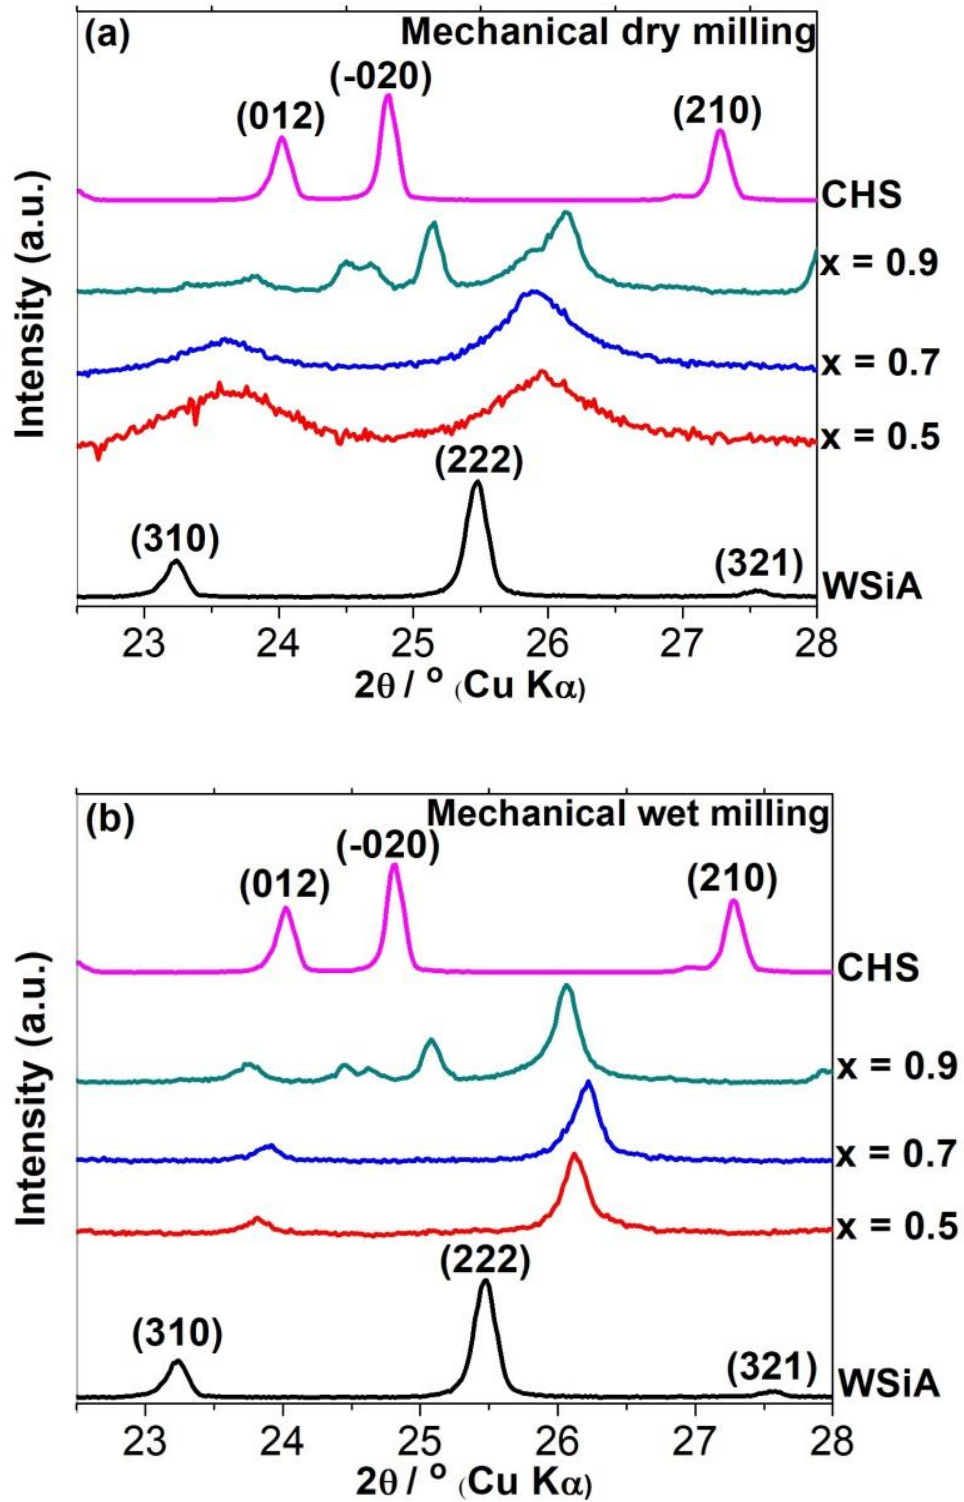 (a) Mechanical dry milling
(-020)
(012)
(210)
CHS
x = 0.9
x = 0.7
x = 0.5
(222)
(310)
(321)
WSiA
Intensity (a.u.)
23 24 25 26 27 28
2θ / ° (Cu Kα)
(b) Mechanical wet milling
(-020)
(012)
(210)
CHS
x = 0.9
x = 0.7
x = 0.5
(222)
(310)
(321)
WSiA
Intensity (a.u.)
23 24 25 26 27 28
2θ / ° (Cu Kα)